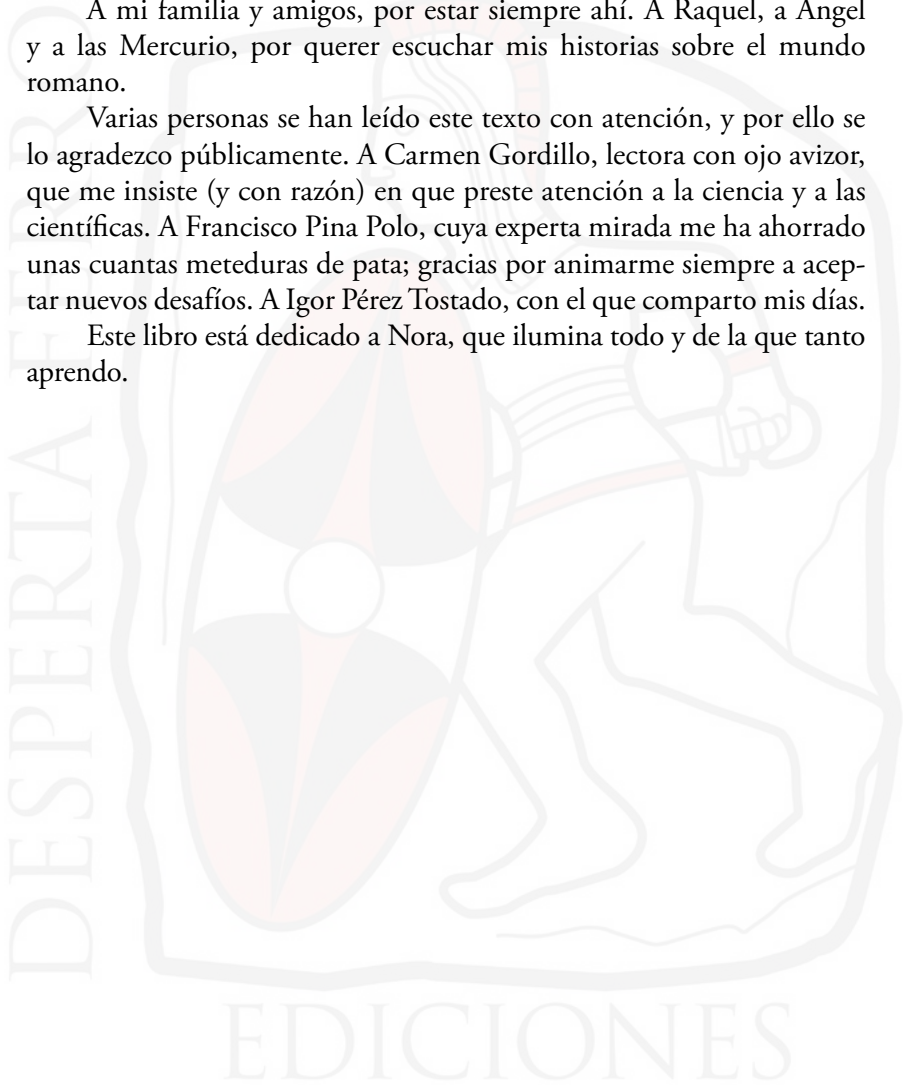 A mi familia y amigos, por estar siempre ahí. A Raquel, a Ángel
y a las Mercurio, por querer escuchar mis historias sobre el mundo
romano.
Varias personas se han leído este texto con atención, y por ello se
lo agradezco públicamente. A Carmen Gordillo, lectora con ojo avizor,
que me insiste (y con razón) en que preste atención a la ciencia y a las
científicas. A Francisco Pina Polo, cuya experta mirada me ha ahorrado
unas cuantas meteduras de pata; gracias por animarme siempre a acep-
tar nuevos desafíos. A Igor Pérez Tostado, con el que comparto mis días.
Este libro está dedicado a Nora, que ilumina todo y de la que tanto
aprendo.
DESPERTA FERRO
EDICIONES